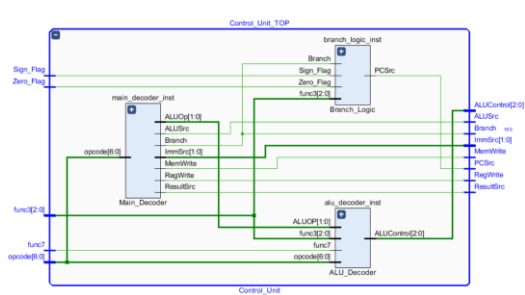 Control_Unit_TOP
branch_logic_inst
Branch
Sign_Flag
Zero_Flag
func3[2:0]
PCSrc
Branch_Logic
Sign_Flag
Zero_Flag
main_decoder_inst
opcode[6:0]
ALUOp[1:0]
ALUSrc
Branch
ImmSrc[1:0]
MemWrite
RegWrite
ResultSrc
Main_Decoder
ALUControl[2:0]
ALUSrc
Branch
ImmSrc[1:0]
MemWrite
PCSrc
RegWrite
ResultSrc
func3[2:0]
func7
opcode[6:0]
alu_decoder_inst
ALUOP[1:0]
func3[2:0]
func7
opcode[6:0]
ALUControl[2:0]
ALU_Decoder
Control_Unit